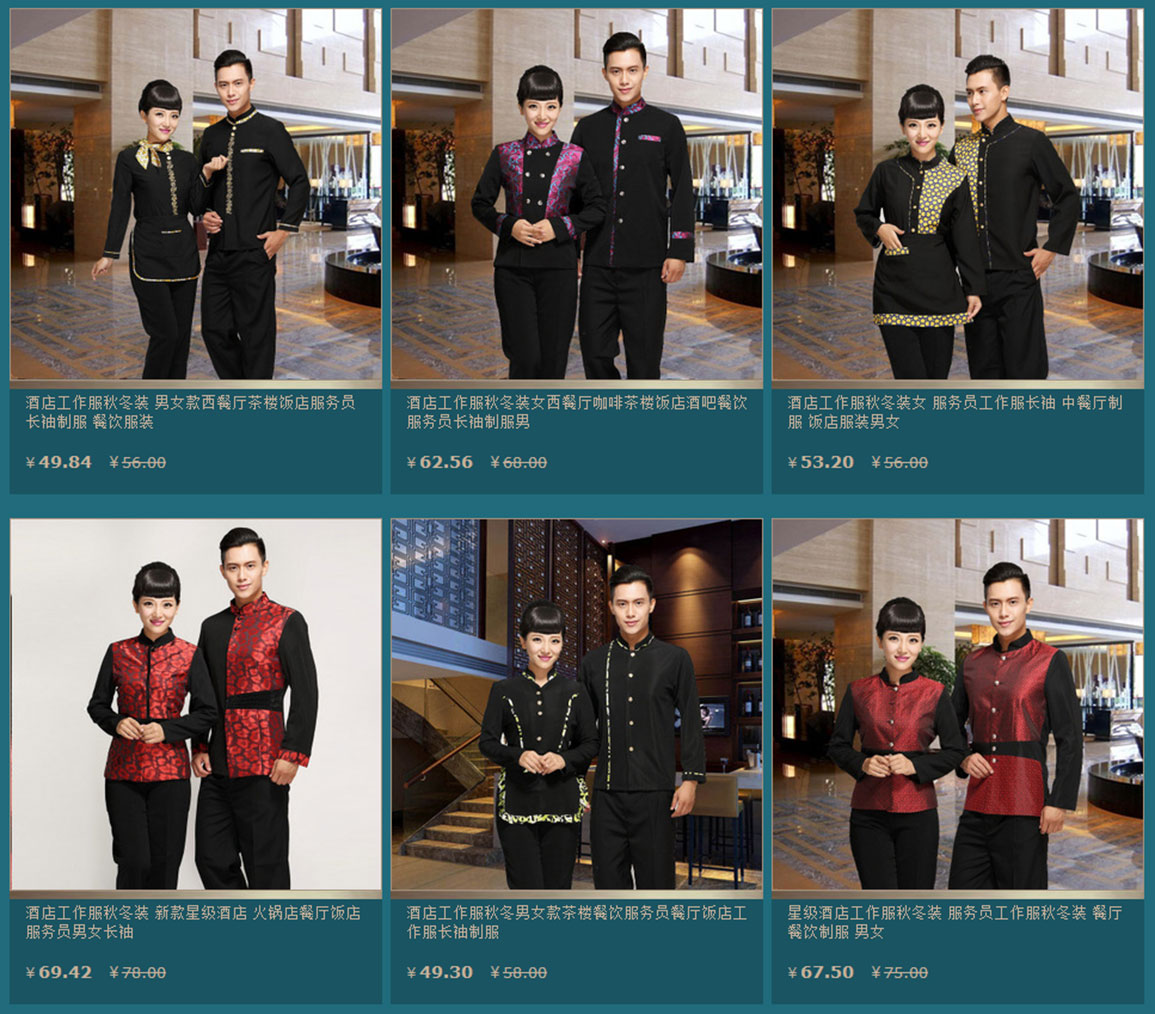 酒店工作服秋冬装 男女款西餐厅茶楼饭店服务员
长袖制服 餐饮服装
¥49.84 ¥56.00
酒店工作服秋冬装女西餐厅咖啡茶楼饭店酒吧餐饮
服务员长袖制服男
¥62.56 ¥68.00
酒店工作服秋冬装女 服务员工作服长袖 中餐厅制
服 饭店服装男女
¥53.20 ¥56.00
酒店工作服秋冬装 新款星级酒店 火锅店餐厅饭店
服务员男女长袖
¥69.42 ¥78.00
酒店工作服秋冬男女款茶楼餐饮服务员餐厅饭店工
作服长袖制服
¥49.30 ¥58.00
星级酒店工作服秋冬装 服务员工作服秋冬装 餐厅
餐饮制服 男女
¥67.50 ¥75.00